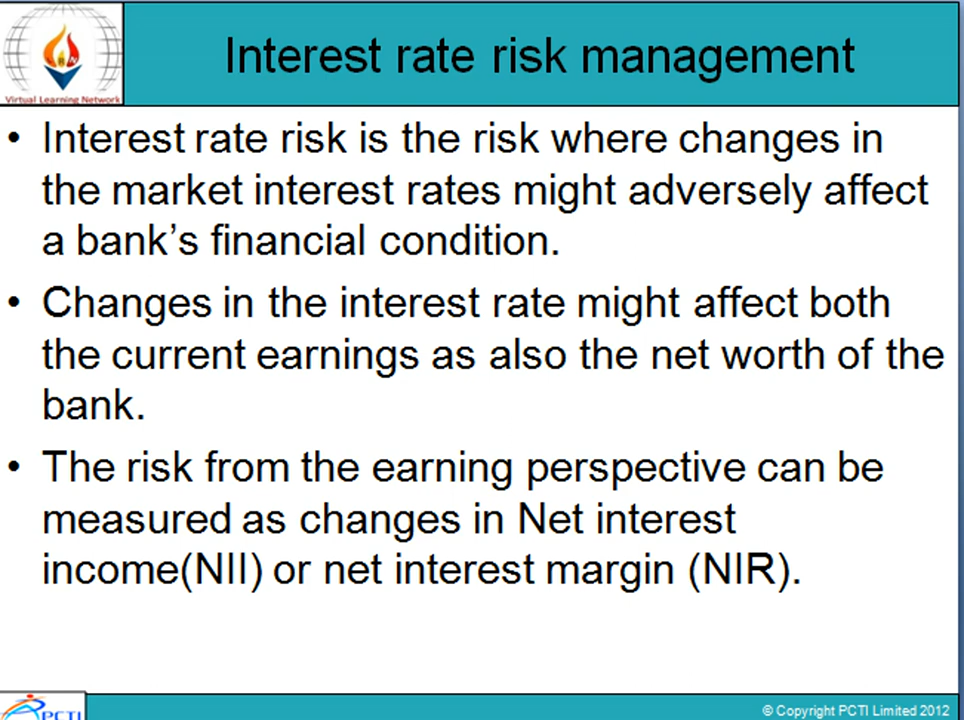 Interest rate risk management
Virtual Learning Network
• Interest rate risk is the risk where changes in
the market interest rates might adversely affect
a bank's financial condition.
• Changes in the interest rate might affect both
the current earnings as also the net worth of the
bank.
• The risk from the earning perspective can be
measured as changes in Net interest
income(NII) or net interest margin (NIR).
PCTI
© Copyright PCTI Limited 2012